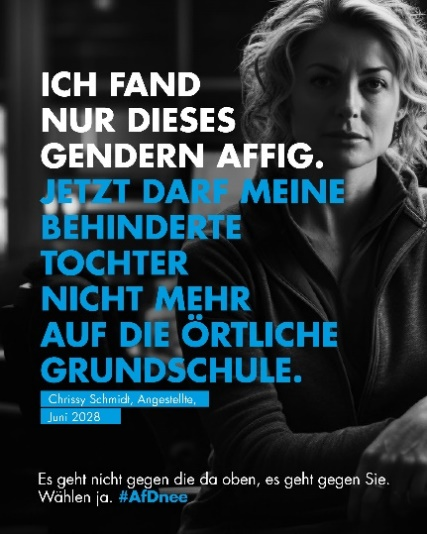 ICH FAND
NUR DIESES
GENDERN AFFIG.
JETZT DARF MEINE
BEHINDERTE
TOCHTER
NICHT MEHR
AUF DIE ÖRTLICHE
GRUNDSCHULE.
Chrissy Schmidt, Angestellte,
Juni 2028
Es geht nicht gegen die da oben, es geht gegen Sie.
Wählen ja. #AfDnee